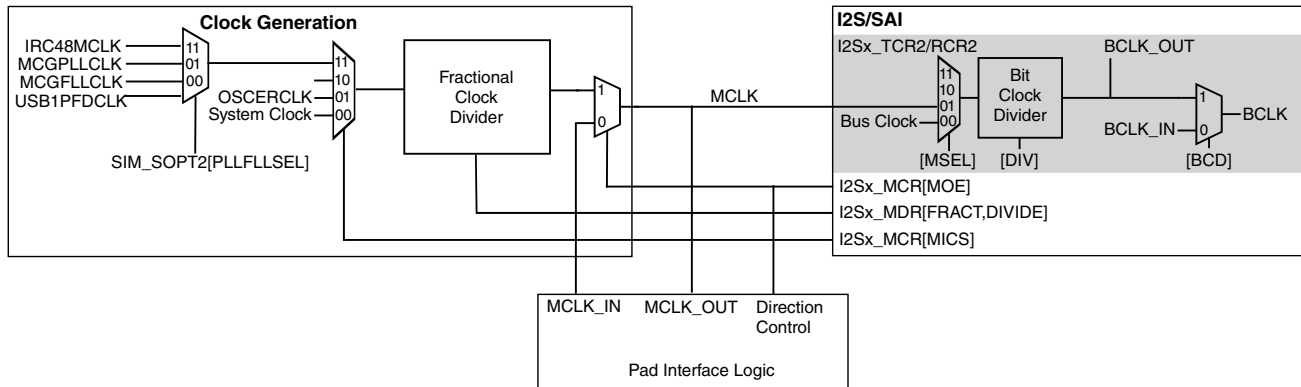 Clock Generation
IRC48MCLK
MCGPLLCLK
MCGFLLCLK
USB1PFDCLK
11
01
00
SIM_SOPT2[PLLFLLSEL]
OSCERCLK
System Clock
11
10
01
00
Fractional
Clock
Divider
1
0
MCLK
I2S/SAI
I2Sx_TCR2/RCR2
11
10
01
00
Bus Clock
[MSEL]
Bit
Clock
Divider
[DIV]
BCLK_OUT
BCLK_IN
1
0
BCLK
[BCD]
I2Sx_MCR[MOE]
I2Sx_MDR[FRACT,DIVIDE]
I2Sx_MCR[MICS]
MCLK_IN
MCLK_OUT
Direction
Control
Pad Interface Logic